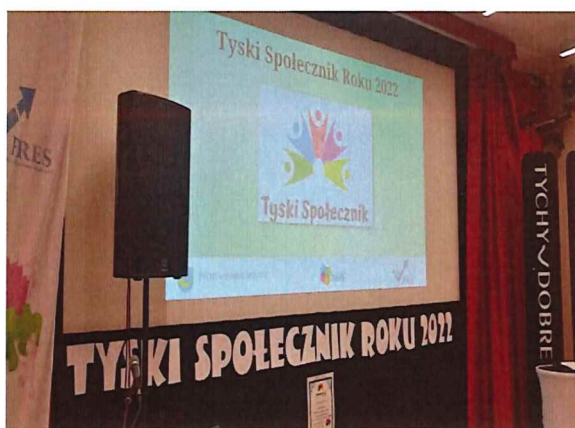 Tyski Społecznik Roku 2022
Tyski Społecznik
TYSKI SPOŁECZNIK ROKU 2022
TYCHY DOBRE